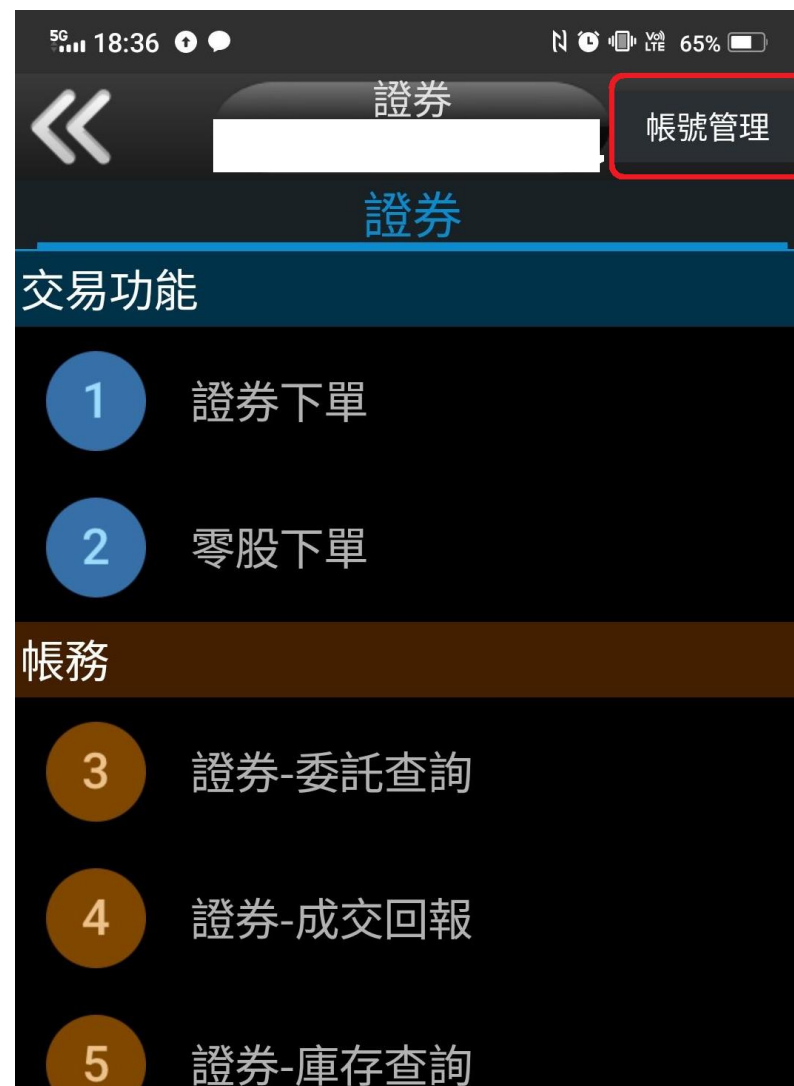 5G 18:36 VoLTE 65%
證券
帳號管理
證券
交易功能
1 證券下單
2 零股下單
帳務
3 證券-委託查詢
4 證券-成交回報
5 證券-庫存查詢